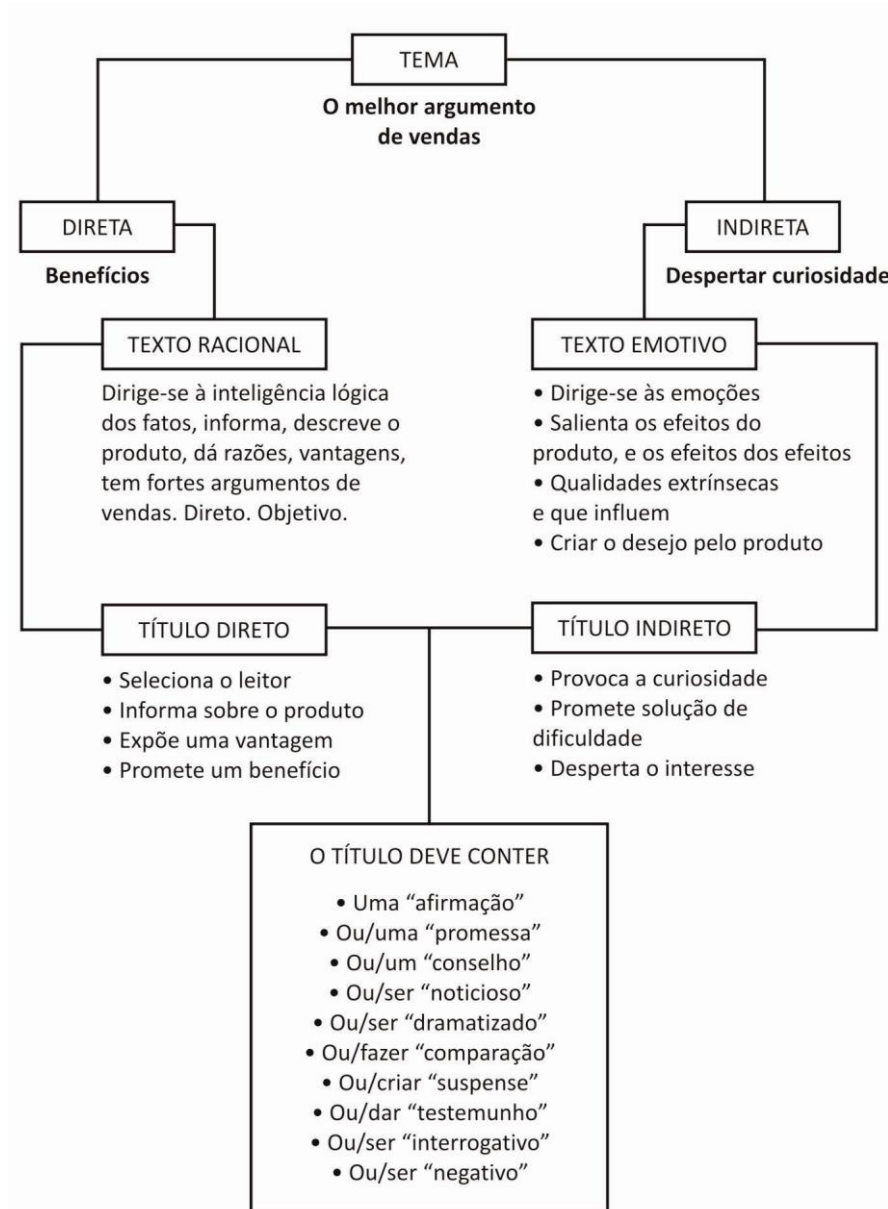 TEMA
O melhor argumento
de vendas
DIRETA
Benefícios
INDIRETA
Despertar curiosidade
TEXTO RACIONAL
Dirige-se à inteligência lógica
dos fatos, informa, descreve o
produto, dá razões, vantagens,
tem fortes argumentos de
vendas. Direto. Objetivo.
TEXTO EMOTIVO
• Dirige-se às emoções
• Salienta os efeitos do
produto, e os efeitos dos efeitos
• Qualidades extrínsecas
e que influem
• Criar o desejo pelo produto
TÍTULO DIRETO
• Seleciona o leitor
• Informa sobre o produto
• Expõe uma vantagem
• Promete um benefício
TÍTULO INDIRETO
• Provoca a curiosidade
• Promete solução de
dificuldade
• Desperta o interesse
O TÍTULO DEVE CONTER
• Uma “afirmação”
• Ou/uma “promessa”
• Ou/um “conselho”
• Ou/ser “noticioso”
• Ou/ser “dramatizado”
• Ou/fazer “comparação”
• Ou/criar “suspense”
• Ou/dar “testemunho”
• Ou/ser “interrogativo”
• Ou/ser “negativo”